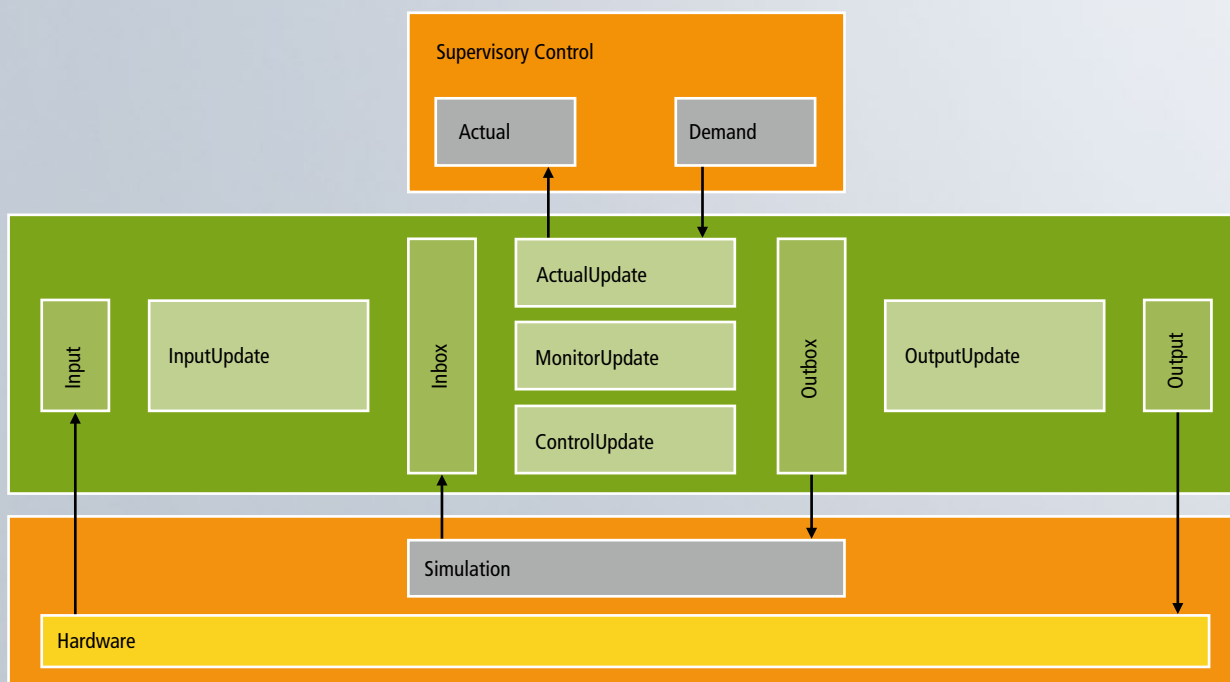 Supervisory Control
Actual
Demand
Input
InputUpdate
Inbox
ActualUpdate
MonitorUpdate
ControlUpdate
Outbox
OutputUpdate
Output
Simulation
Hardware